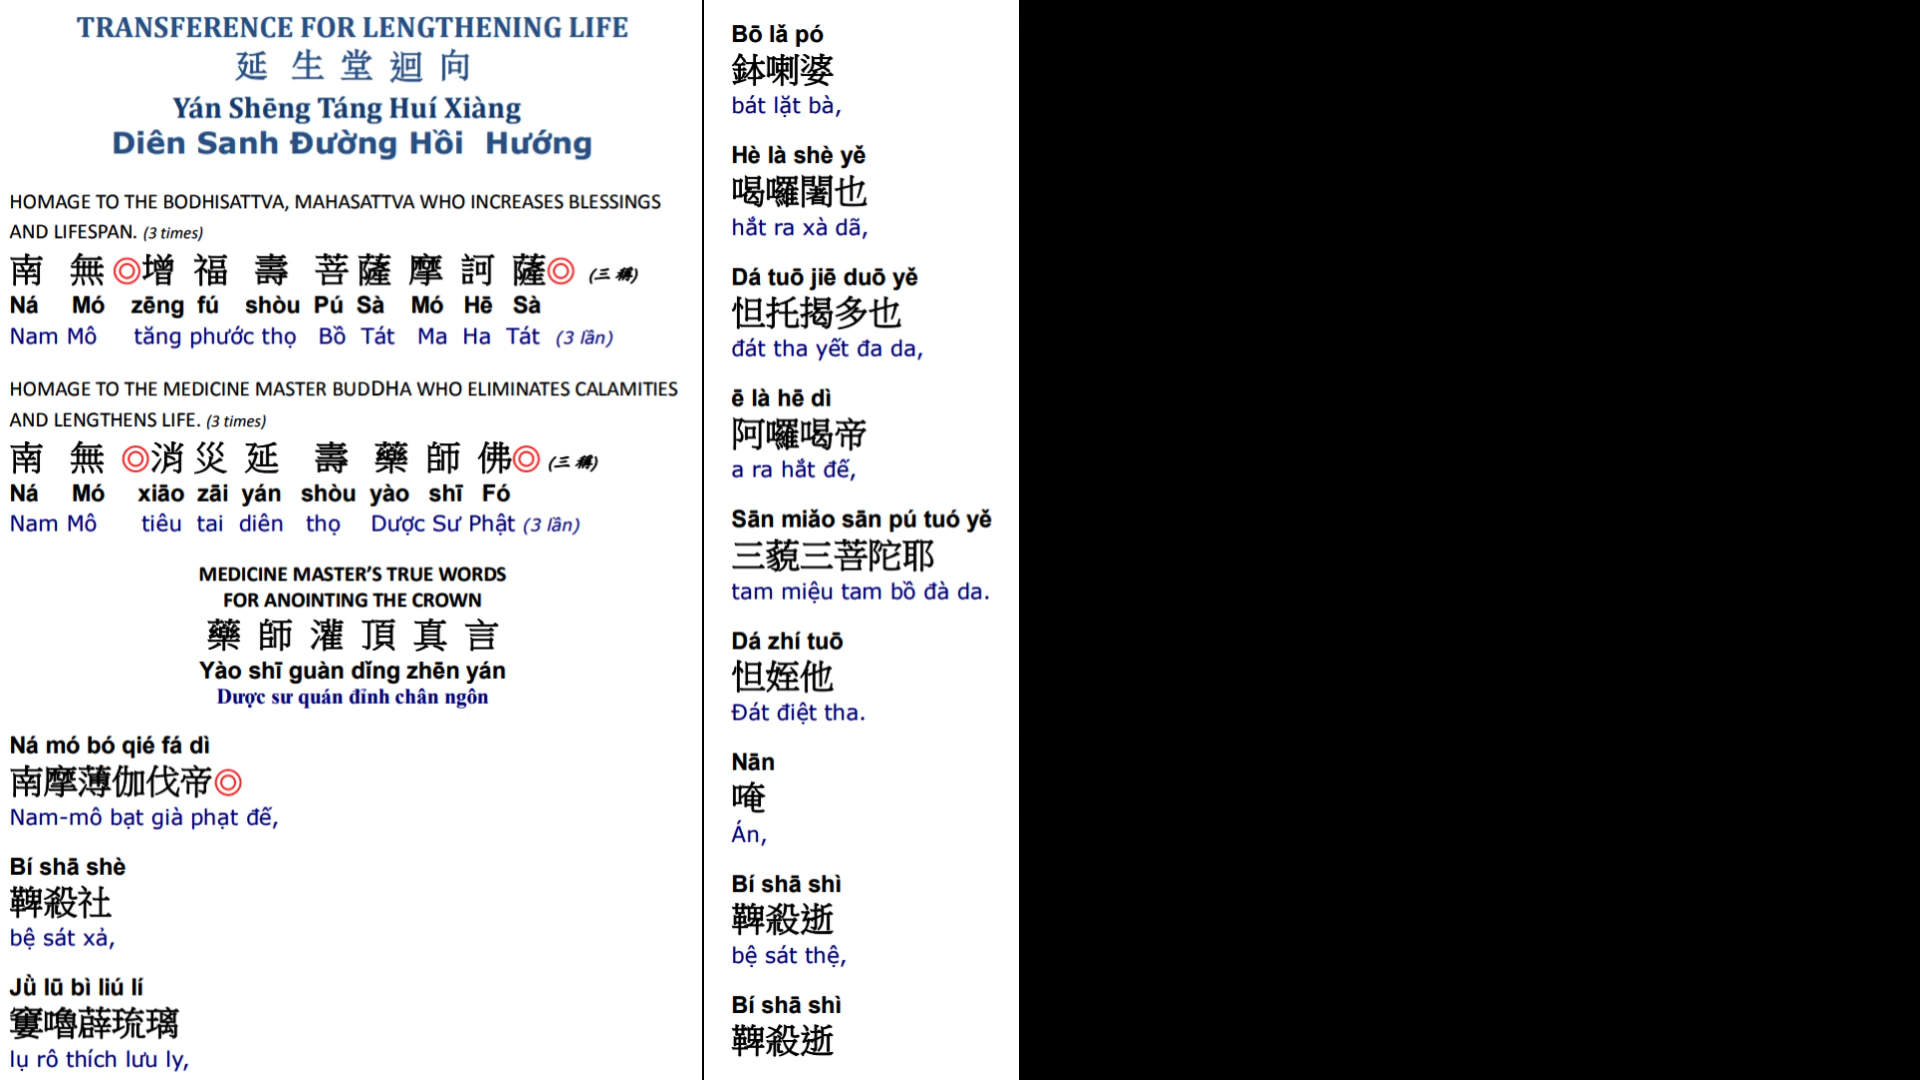 TRANSFERENCE FOR LENGTHENING LIFE
延 生 堂 迴 向
Yán Shēng Táng Huí Xiàng
Diên Sanh Đường Hồi Hướng
HOMAGE TO THE BODHISATTVA, MAHASATTVA WHO INCREASES BLESSINGS
AND LIFESPAN. (3 times)
南 無 ◎增 福 壽 菩 薩 摩 訶 薩◎ (三 稱)
Ná Mó zēng fú shòu Pú Sà Mó Hē Sà
Nam Mô tăng phước thọ Bồ Tát Ma Ha Tát (3 lần)
HOMAGE TO THE MEDICINE MASTER BUDDHA WHO ELIMINATES CALAMITIES
AND LENGTHENS LIFE. (3 times)
南 無 ◎消 災 延 壽 藥 師 佛◎ (三 稱)
Ná Mó xiāo zāi yán shòu yào shī Fó
Nam Mô tiêu tai diên thọ Dược Sư Phật (3 lần)
MEDICINE MASTER’S TRUE WORDS
FOR ANOINTING THE CROWN
藥 師 灌 頂 真 言
Yào shī guàn dǐng zhēn yán
Dược sư quán đỉnh chân ngôn
Ná mó bó qié fá dì
南摩薄伽伐帝◎
Nam-mô bạt già phạt đế,
Bí shā shè
鞞殺社
bệ sát xả,
Jǜ lū bì liú lí
窶嚕薜琉璃
lụ rô thích lưu ly,
Bō lǎ pó
鉢喇婆
bát lặt bà,
Hè là shè yě
喝囉闍也
hắt ra xà dã,
Dá tuō jiē duō yě
怛托揭多也
đát tha yết đa da,
ē là hē dì
阿囉喝帝
a ra hắt đế,
Sān miǎo sān pú tuó yě
三藐三菩陀耶
tam miệu tam bồ đà da.
Dá zhí tuō
怛姪他
Đát điệt tha.
Nān
唵
Án,
Bí shā shì
鞞殺逝
bệ sát thệ,
Bí shā shì
鞞殺逝